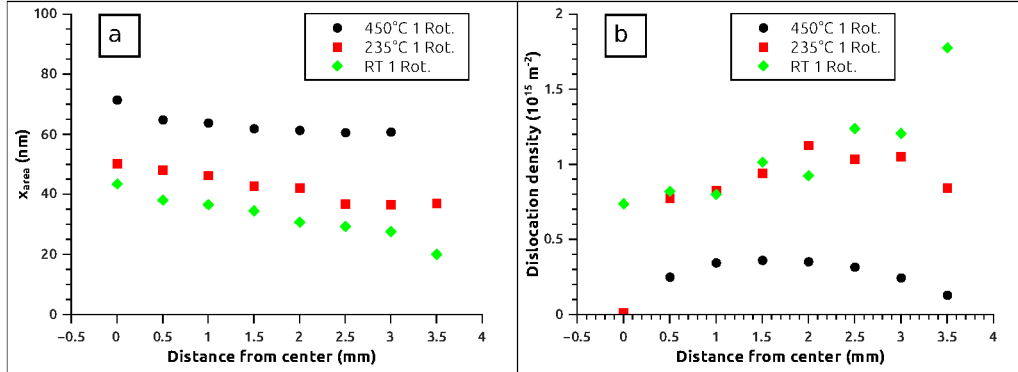 a
450°C 1 Rot.
235°C 1 Rot.
RT 1 Rot.
100
80
60
40
20
0
x_area (nm)
−0.5 0 0.5 1 1.5 2 2.5 3 3.5 4
Distance from center (mm)
b
450°C 1 Rot.
235°C 1 Rot.
RT 1 Rot.
2
1.5
1
0.5
0
Dislocation density (10¹⁵ m⁻²)
−0.5 0 0.5 1 1.5 2 2.5 3 3.5 4
Distance from center (mm)